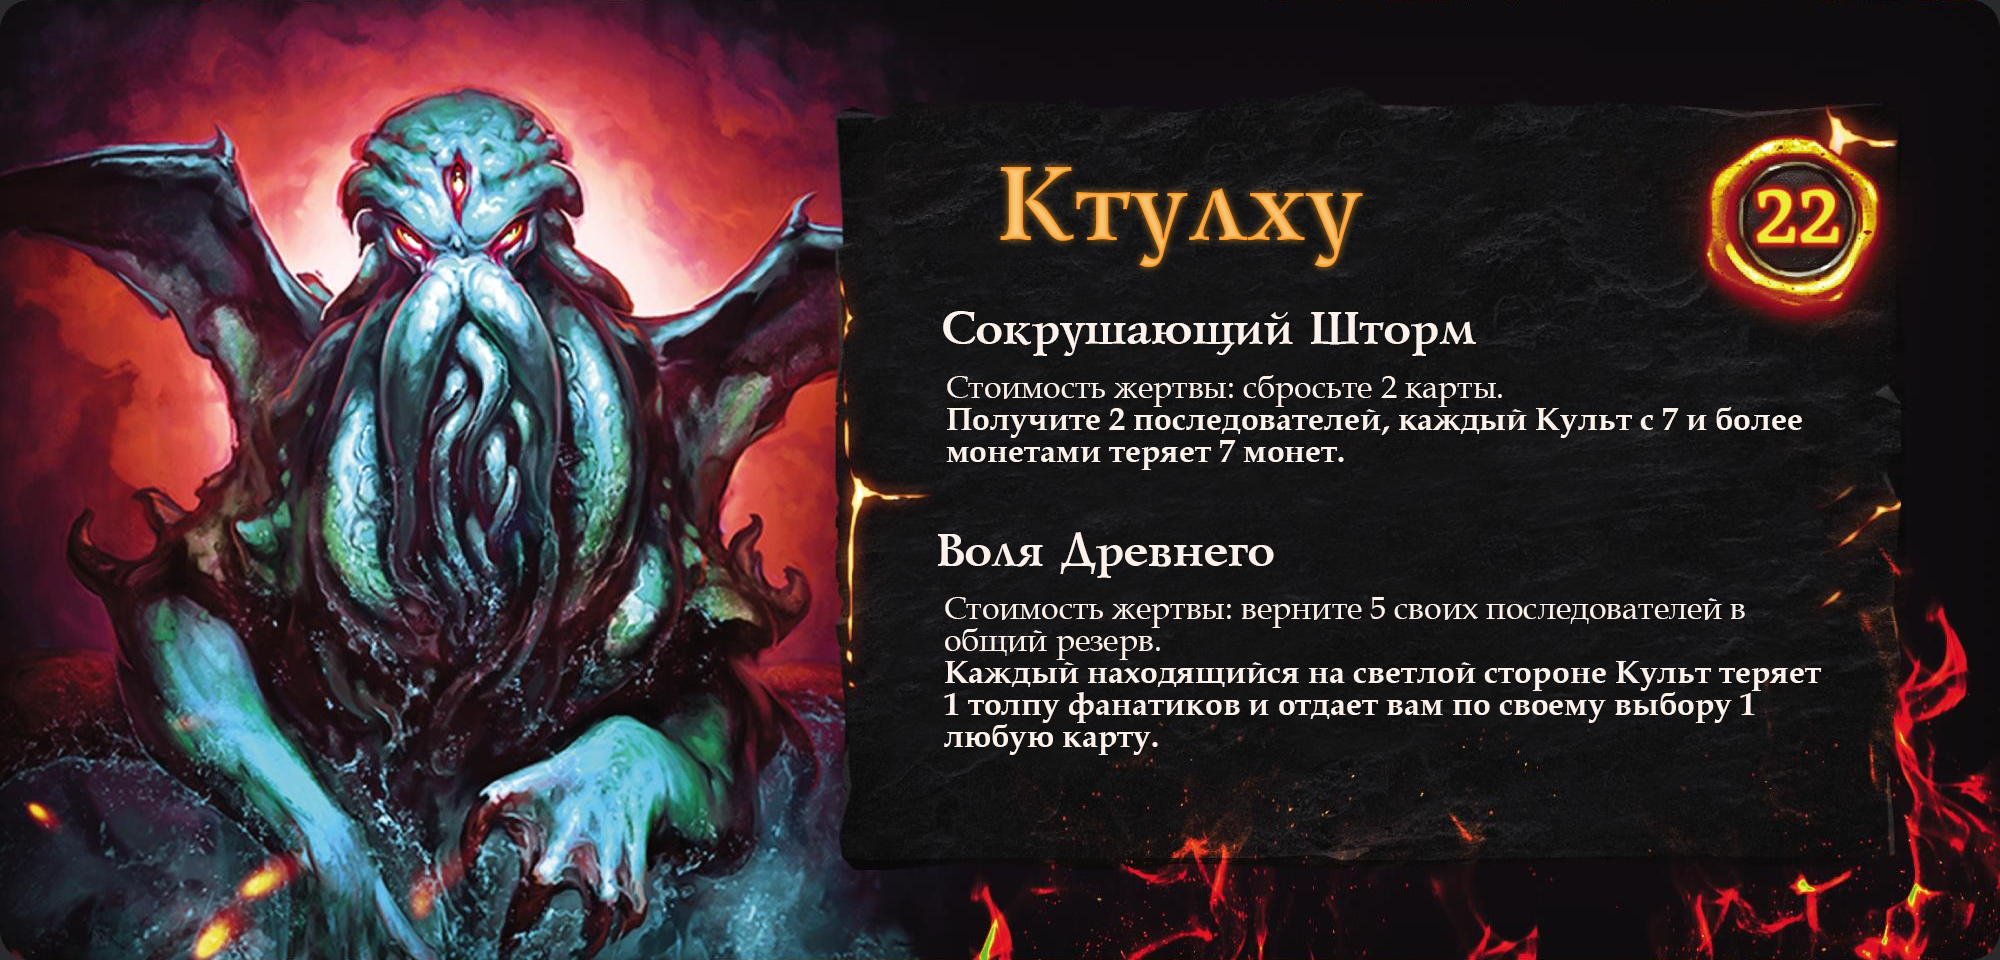 Ктулху
22
Сокрушающий Шторм
Стоимость жертвы: сбросьте 2 карты.
Получите 2 последователей, каждый Культ с 7 и более
монетами теряет 7 монет.
Воля Древнего
Стоимость жертвы: верните 5 своих последователей в
общий резерв.
Каждый находящийся на светлой стороне Культ теряет
1 толпу фанатиков и отдает вам по своему выбору 1
любую карту.